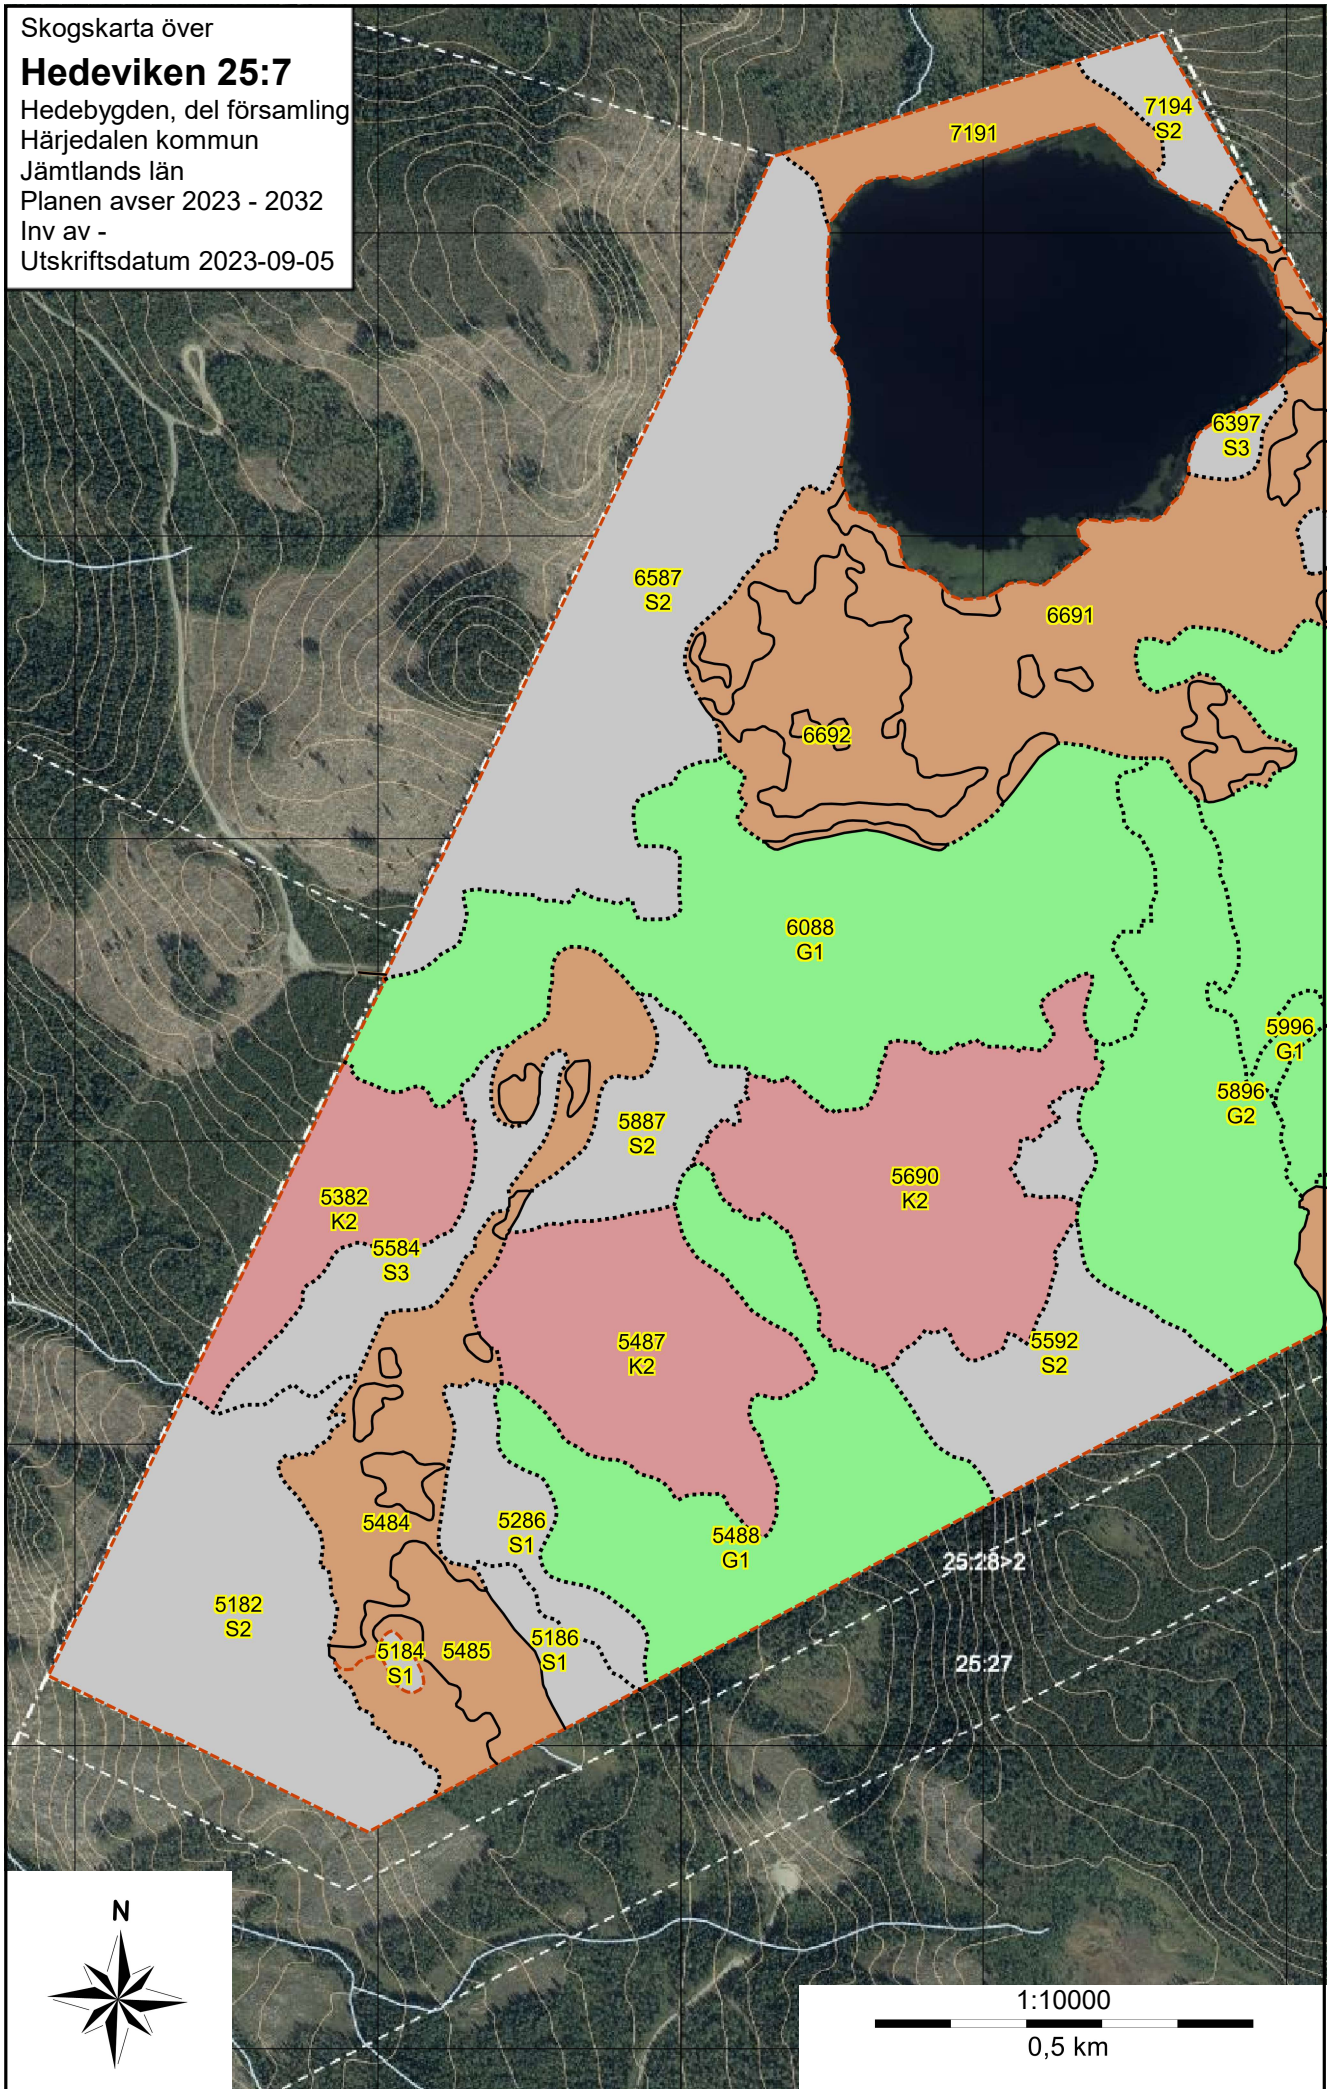 Skogskarta över
Hedeviken 25:7
Hedebygden, del församling
Härjedalen kommun
Jämtlands län
Planen avser 2023 - 2032
Inv av -
Utskriftsdatum 2023-09-05
7194
S2
7191
6397
S3
6587
S2
6691
6692
6088
G1
5996
G1
5896
G2
5887
S2
5690
K2
5382
K2
5584
S3
5487
K2
5592
S2
5484
5286
S1
5488
G1
25:28>2
5182
S2
5184
S1
5485
5186
S1
25:27
N
1:10000
0,5 km